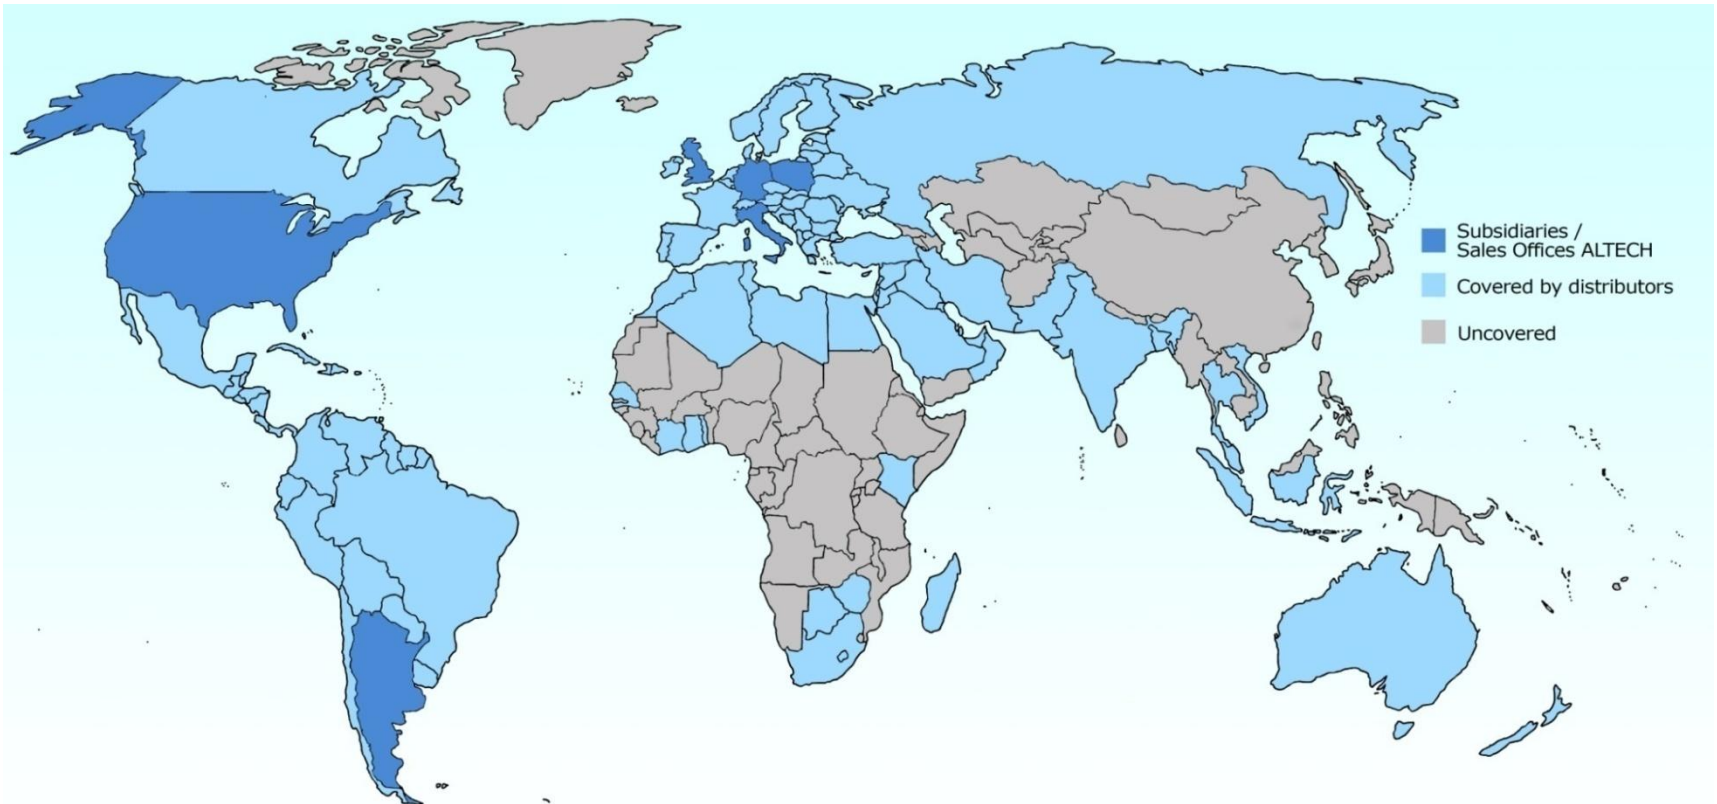 Subsidiaries /
Sales Offices ALTECH
Covered by distributors
Uncovered